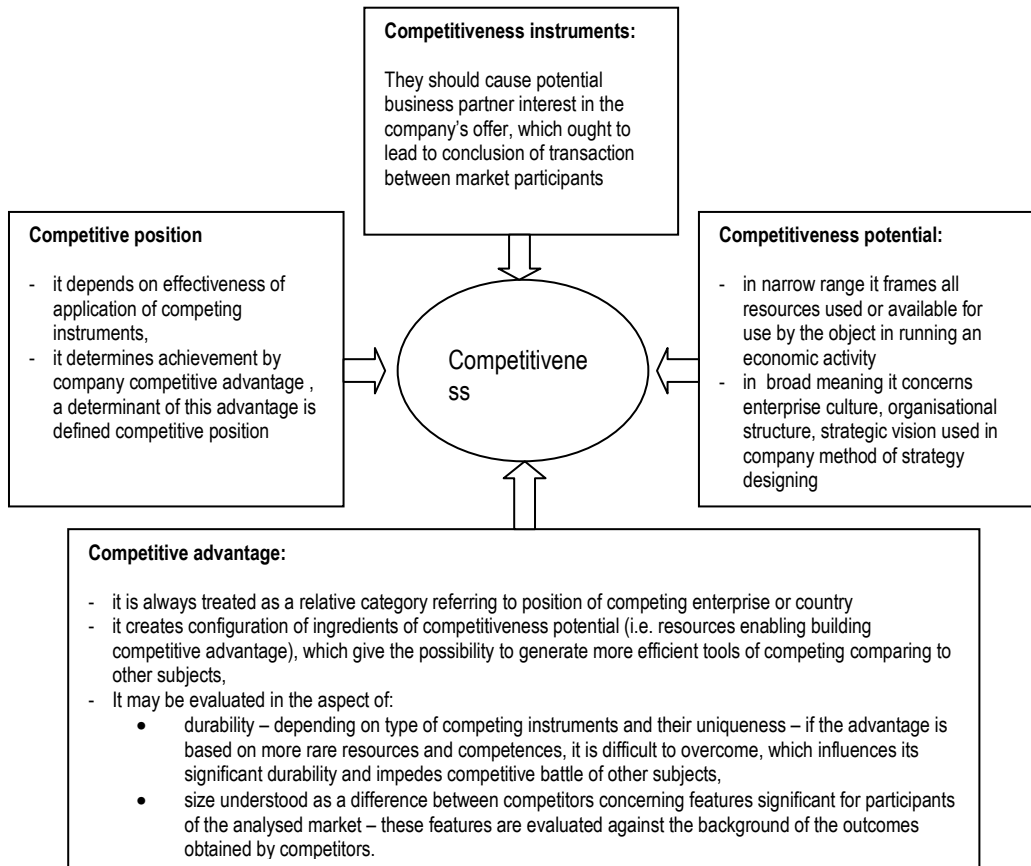 Competitiveness instruments:
They should cause potential
business partner interest in the
company's offer, which ought to
lead to conclusion of transaction
between market participants
Competitive position
- it depends on effectiveness of
application of competing
instruments,
- it determines achievement by
company competitive advantage ,
a determinant of this advantage is
defined competitive position
Competitivene
ss
Competitiveness potential:
- in narrow range it frames all
resources used or available for
use by the object in running an
economic activity
- in broad meaning it concerns
enterprise culture, organisational
structure, strategic vision used in
company method of strategy
designing
Competitive advantage:
- it is always treated as a relative category referring to position of competing enterprise or country
- it creates configuration of ingredients of competitiveness potential (i.e. resources enabling building
competitive advantage), which give the possibility to generate more efficient tools of competing comparing to
other subjects,
- It may be evaluated in the aspect of:
• durability – depending on type of competing instruments and their uniqueness – if the advantage is
based on more rare resources and competences, it is difficult to overcome, which influences its
significant durability and impedes competitive battle of other subjects,
• size understood as a difference between competitors concerning features significant for participants
of the analysed market – these features are evaluated against the background of the outcomes
obtained by competitors.